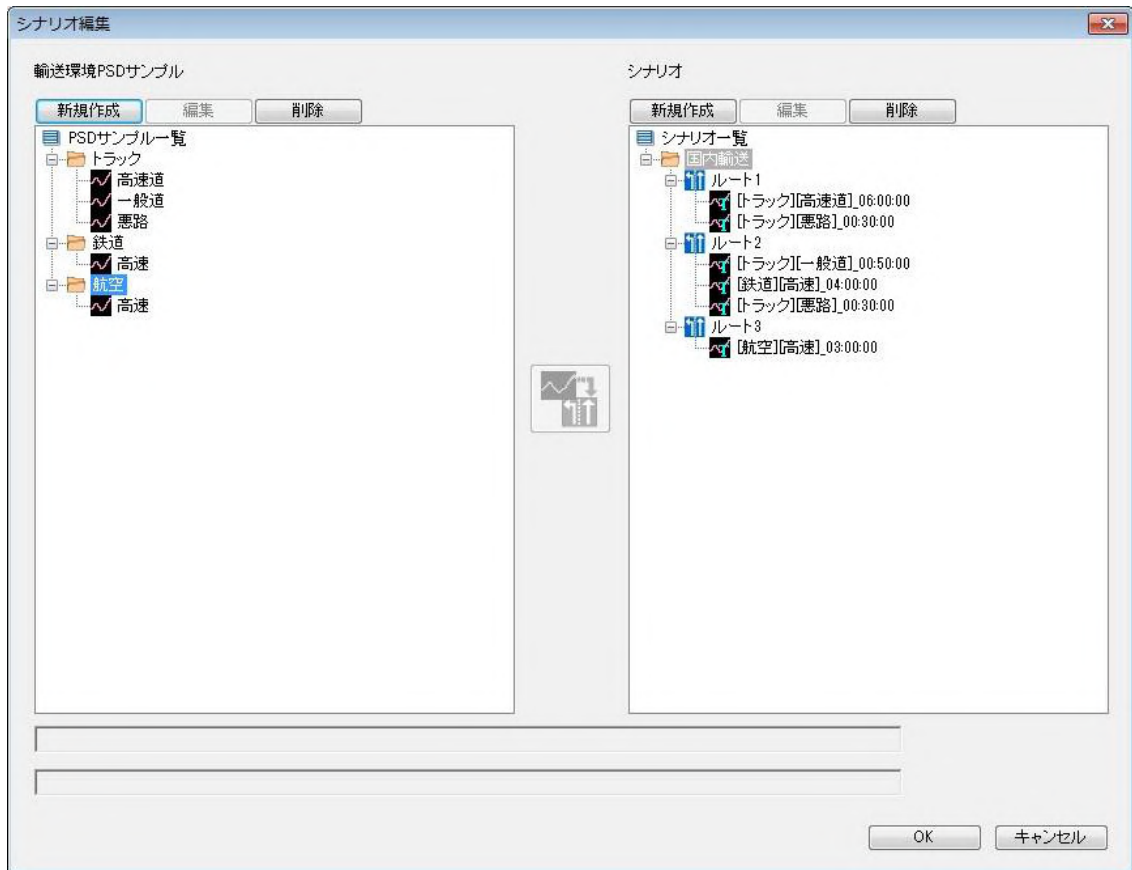 シナリオ編集
輸送環境PSDサンプル
新規作成 編集 削除
PSDサンプル一覧
トラック
高速道
一般道
悪路
鉄道
高速
航空
高速
シナリオ
新規作成 編集 削除
シナリオ一覧
国内輸送
ルート1
[トラック][高速道]_06:00:00
[トラック][悪路]_00:30:00
ルート2
[トラック][一般道]_00:50:00
[鉄道][高速]_04:00:00
[トラック][悪路]_00:30:00
ルート3
[航空][高速]_03:00:00
OK キャンセル